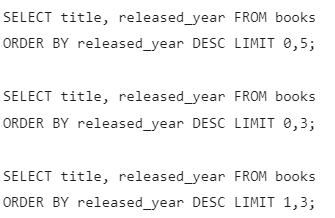 SELECT title, released_year FROM books
ORDER BY released_year DESC LIMIT 0,5;
SELECT title, released_year FROM books
ORDER BY released_year DESC LIMIT 0,3;
SELECT title, released_year FROM books
ORDER BY released_year DESC LIMIT 1,3;